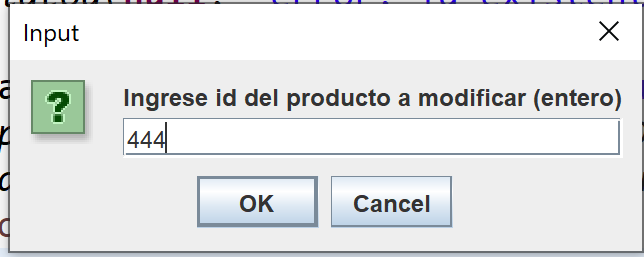 Input
Ingrese id del producto a modificar (entero)
444
OK
Cancel